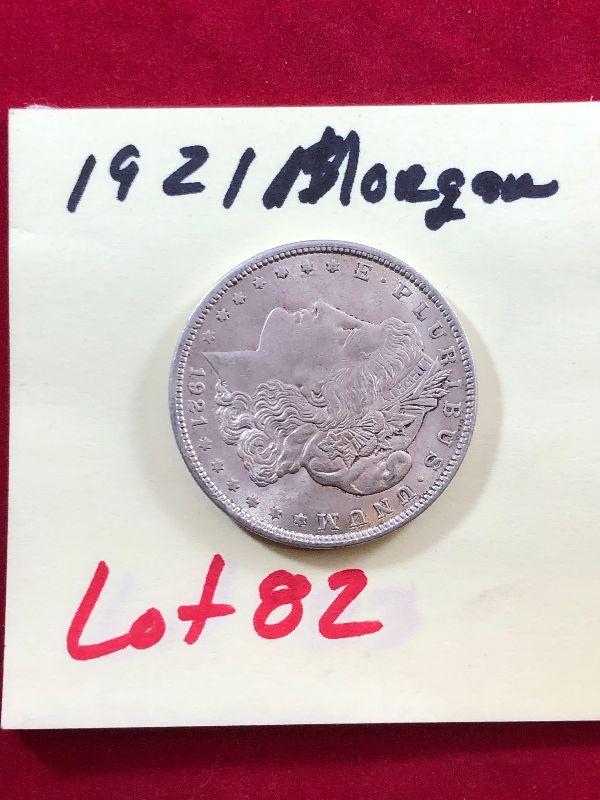 1921 Morgan
E · PLURIBUS · UNUM
1921
Lot 82